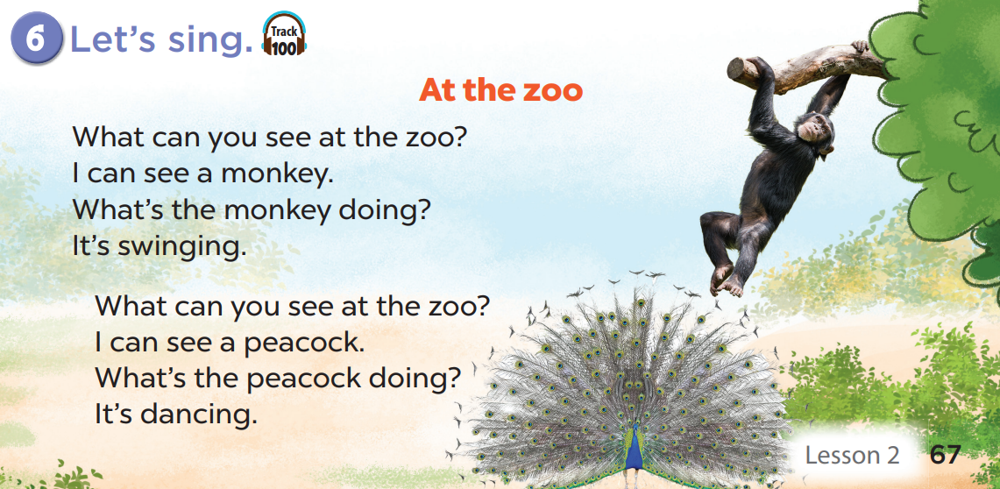 6 Let's sing. Track 100
At the zoo
What can you see at the zoo?
I can see a monkey.
What's the monkey doing?
It's swinging.
What can you see at the zoo?
I can see a peacock.
What's the peacock doing?
It's dancing.
Lesson 2 67